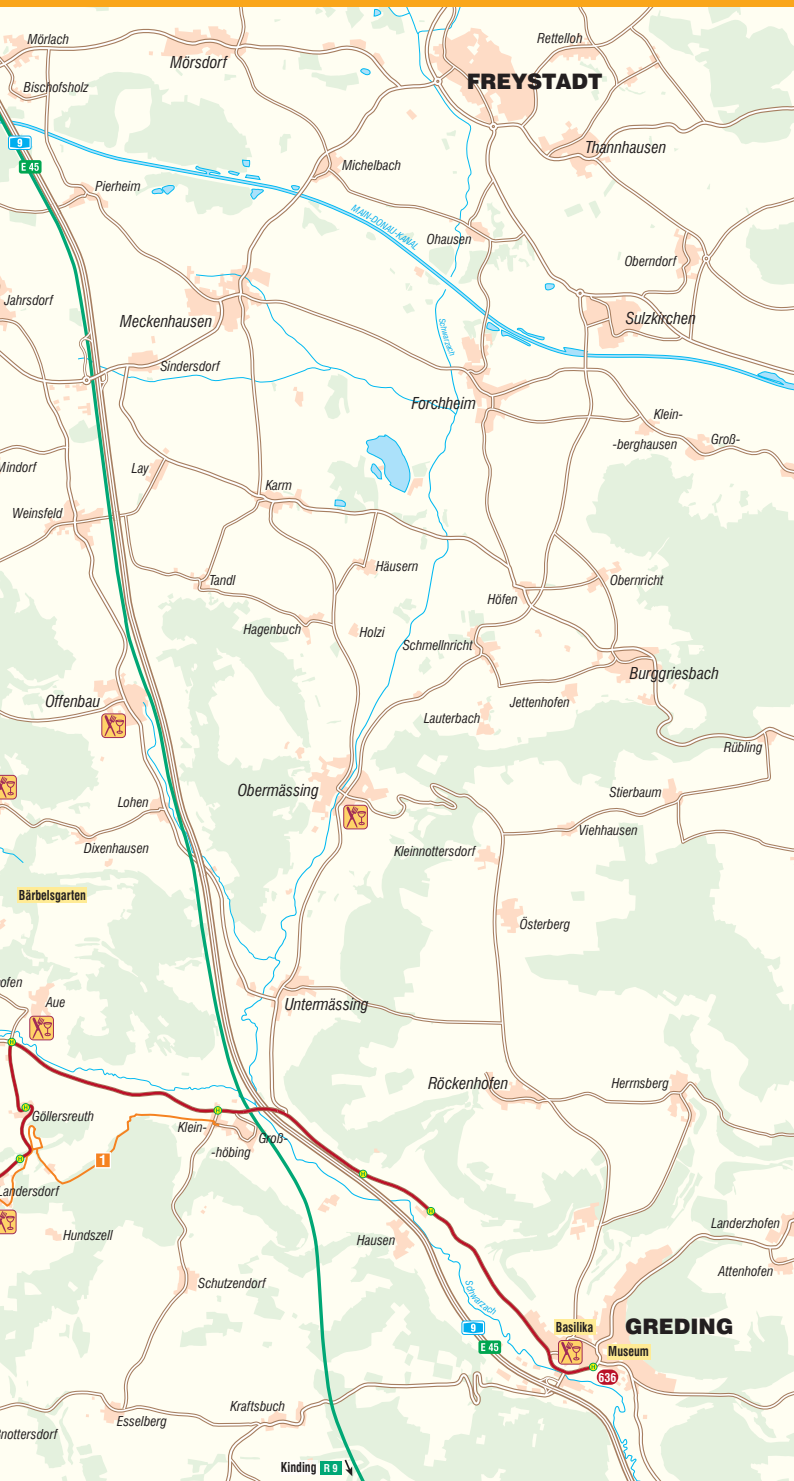 Mörlach
Mörsdorf
Rettelloh
FREYSTADT
Bischofsholz
9
E 45
Thannhausen
Michelbach
Pierheim
MAIN-DONAU-KANAL
Ohausen
Oberndorf
Jahrsdorf
Meckenhausen
Schwarzach
Sulzkirchen
Sindersdorf
Forchheim
Klein-
-berghausen
Groß-
Mindorf
Lay
Karm
Weinsfeld
Häusern
Tandl
Obernricht
Höfen
Hagenbuch
Holzi
Schmellnricht
Burggriesbach
Offenbau
Jettenhofen
Lauterbach
Rübling
Obermässing
Stierbaum
Lohen
Viehhausen
Dixenhausen
Kleinnottersdorf
Bärbelsgarten
Österberg
ofen
Aue
Untermässing
Röckenhofen
Herrnsberg
H
H
Göllersreuth
H
Klein-
Groß-
-höbing
1
H
H
Landersdorf
H
Landerzhofen
Hundszell
Hausen
Attenhofen
Schutzendorf
Schwarzach
9
E 45
Basilika
GREDING
Museum
H
636
Kraftsbuch
Esselberg
nottersdorf
Kinding R 9